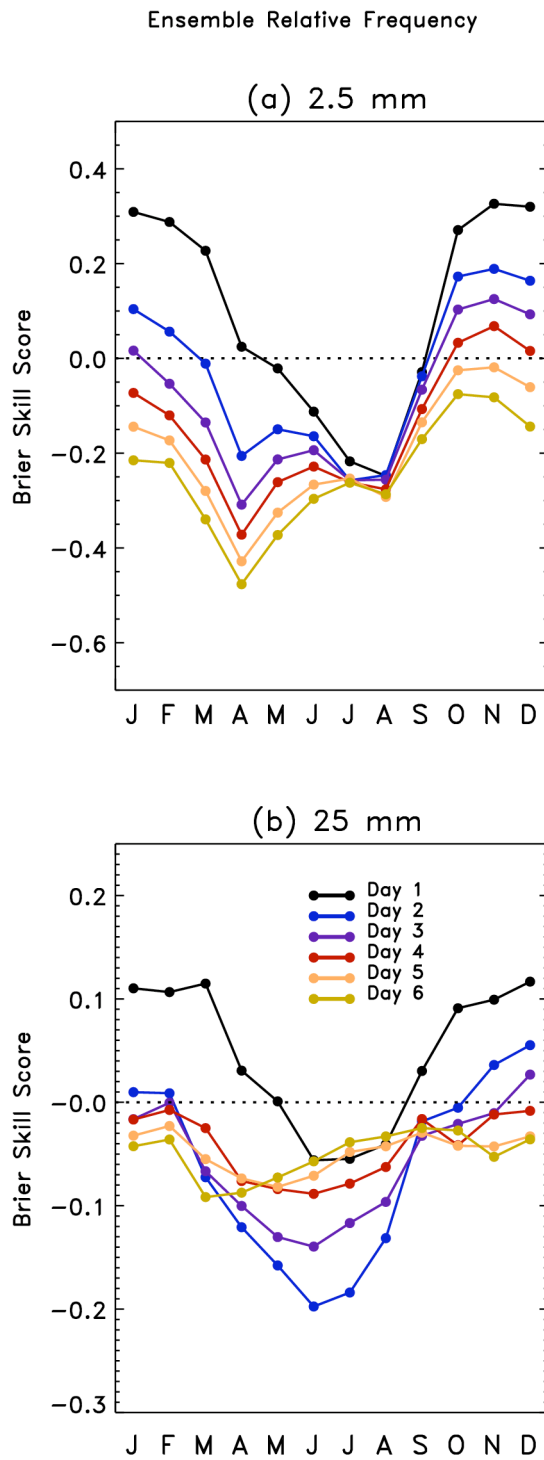 Ensemble Relative Frequency
(a) 2.5 mm
0.4
0.2
0.0
−0.2
−0.4
−0.6
Brier Skill Score
J F M A M J J A S O N D
(b) 25 mm
0.2
0.1
−0.0
−0.1
−0.2
−0.3
Brier Skill Score
Day 1
Day 2
Day 3
Day 4
Day 5
Day 6
J F M A M J J A S O N D